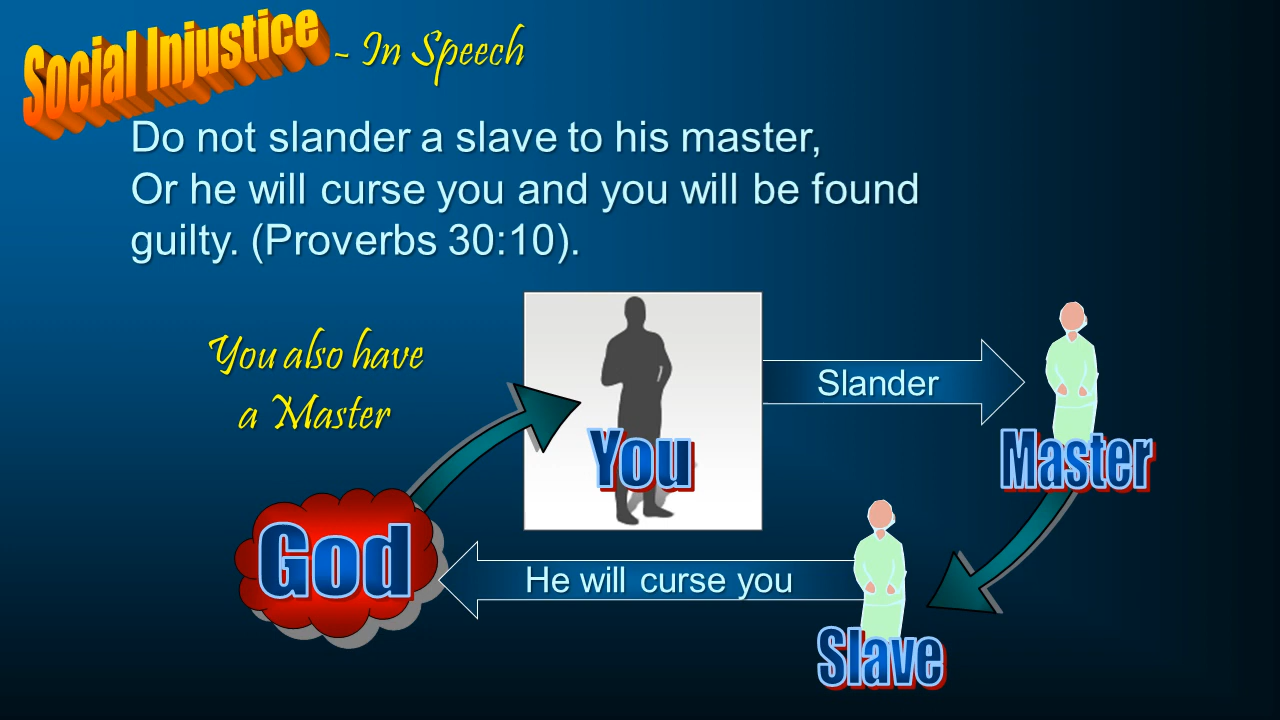 Social Injustice - In Speech
Do not slander a slave to his master,
Or he will curse you and you will be found
guilty. (Proverbs 30:10).
You also have
a Master
Slander
You
Master
God
He will curse you
Slave